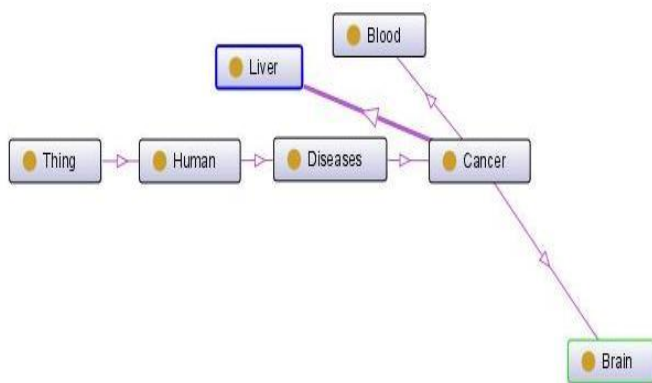 Blood
Liver
Thing
Human
Diseases
Cancer
Brain